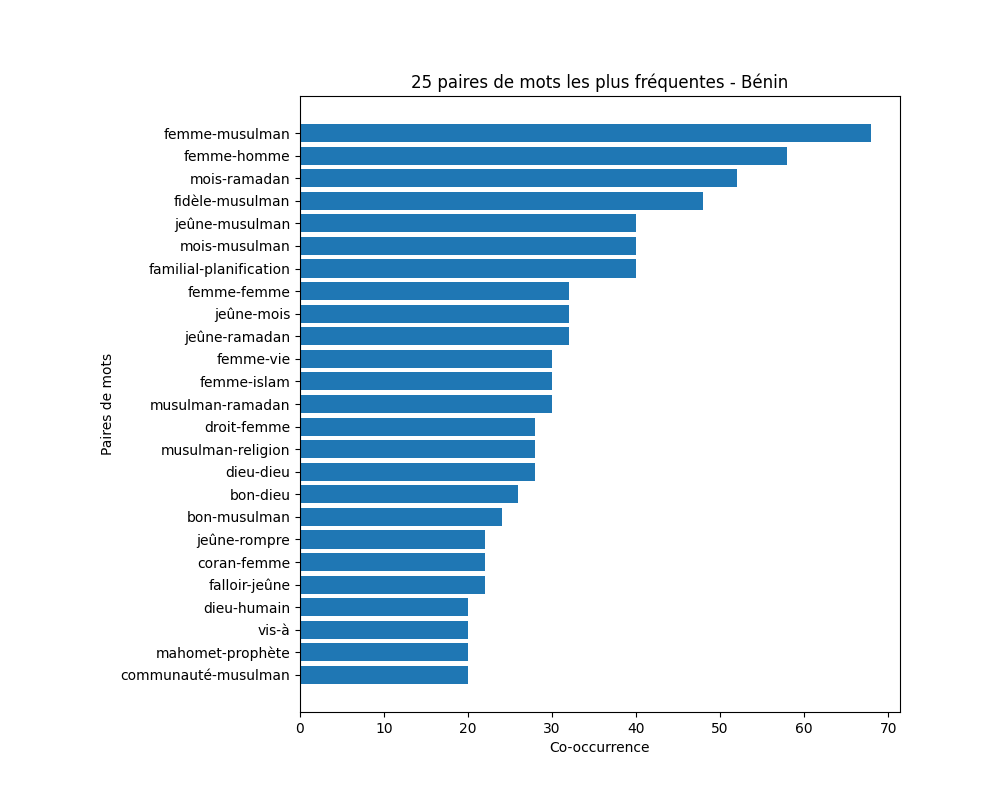 25 paires de mots les plus fréquentes - Bénin
femme-musulman
femme-homme
mois-ramadan
fidèle-musulman
jeûne-musulman
mois-musulman
familial-planification
femme-femme
jeûne-mois
jeûne-ramadan
femme-vie
femme-islam
musulman-ramadan
droit-femme
musulman-religion
dieu-dieu
bon-dieu
bon-musulman
jeûne-rompre
coran-femme
falloir-jeûne
dieu-humain
vis-à
mahomet-prophète
communauté-musulman
Paires de mots
0 10 20 30 40 50 60 70
Co-occurrence